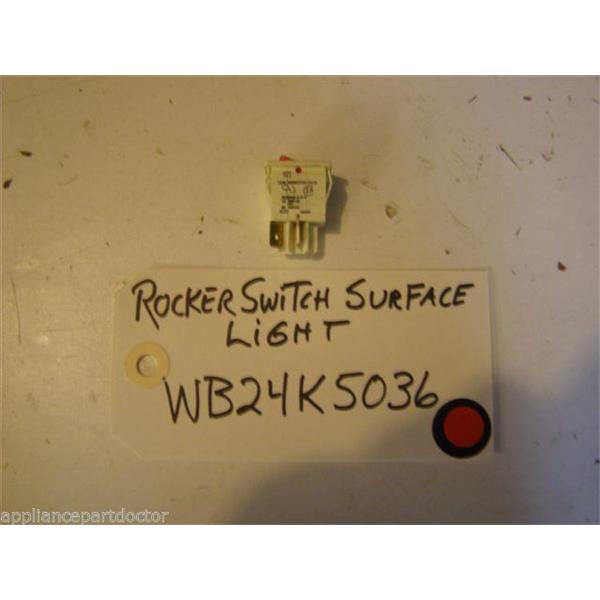 ROCKER SWITCH SURFACE
LIGHT
WB24K5036
appliancepartdoctor